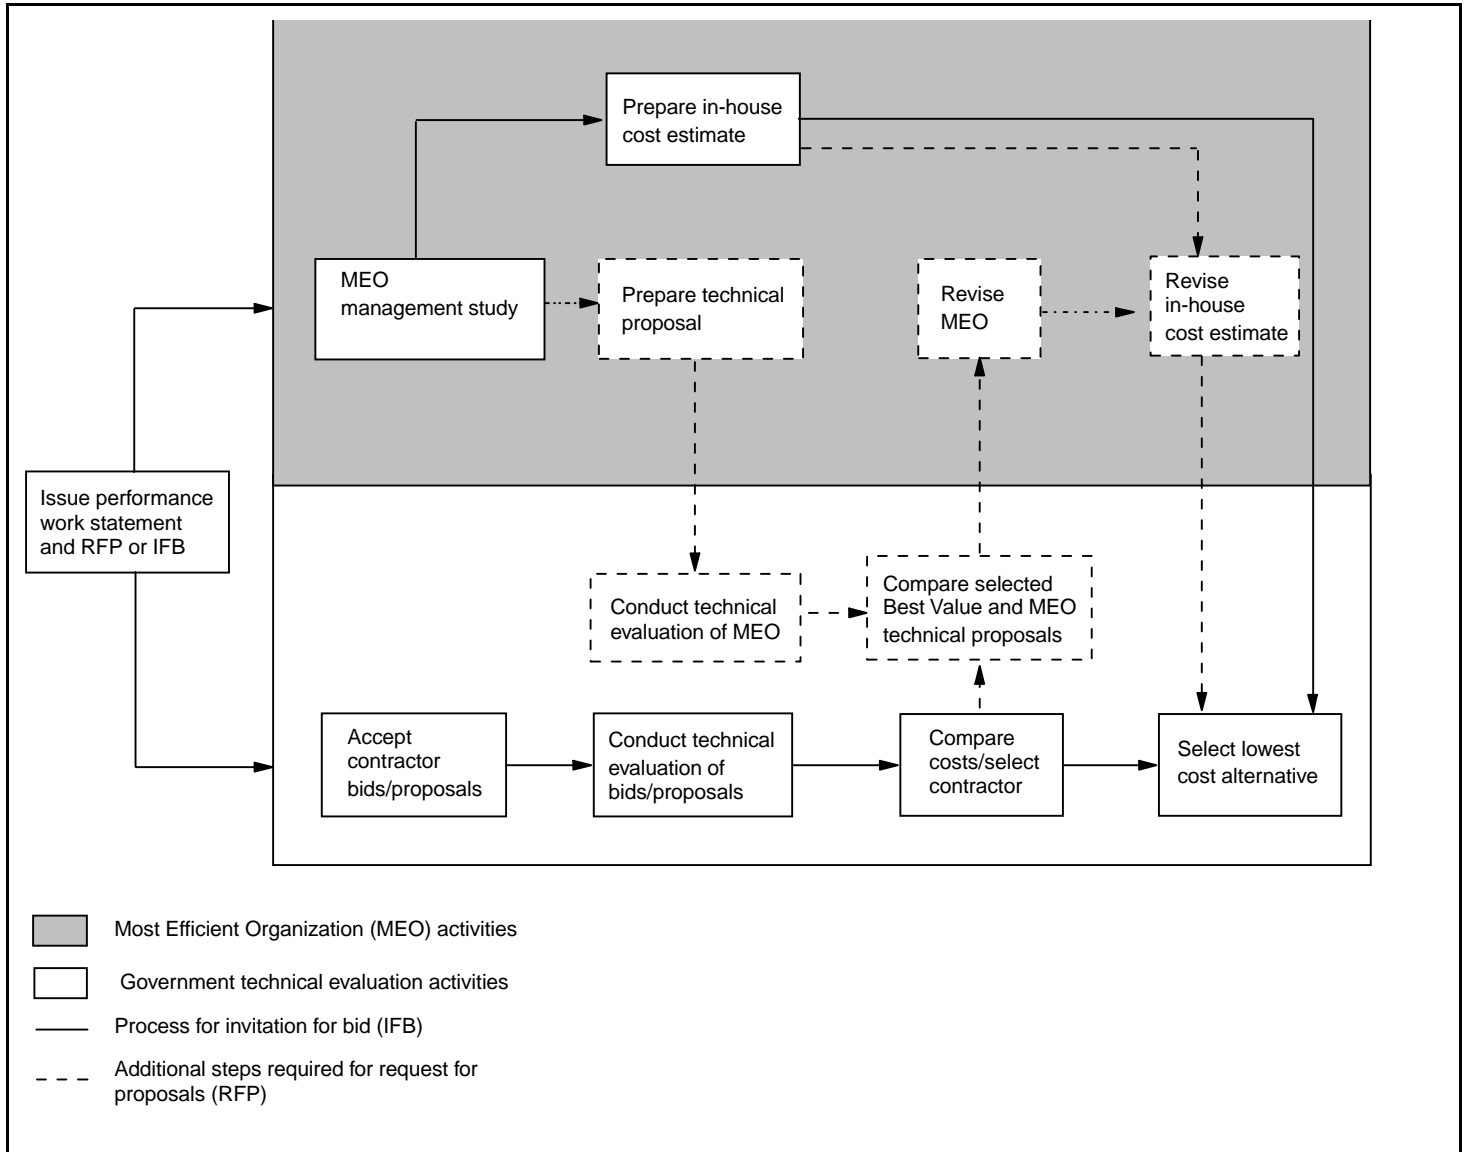 Prepare in-house
cost estimate
MEO
management study
Prepare technical
proposal
Revise
MEO
Revise
in-house
cost estimate
Issue performance
work statement
and RFP or IFB
Conduct technical
evaluation of MEO
Compare selected
Best Value and MEO
technical proposals
Accept
contractor
bids/proposals
Conduct technical
evaluation of
bids/proposals
Compare
costs/select
contractor
Select lowest
cost alternative
Most Efficient Organization (MEO) activities
Government technical evaluation activities
Process for invitation for bid (IFB)
Additional steps required for request for
proposals (RFP)